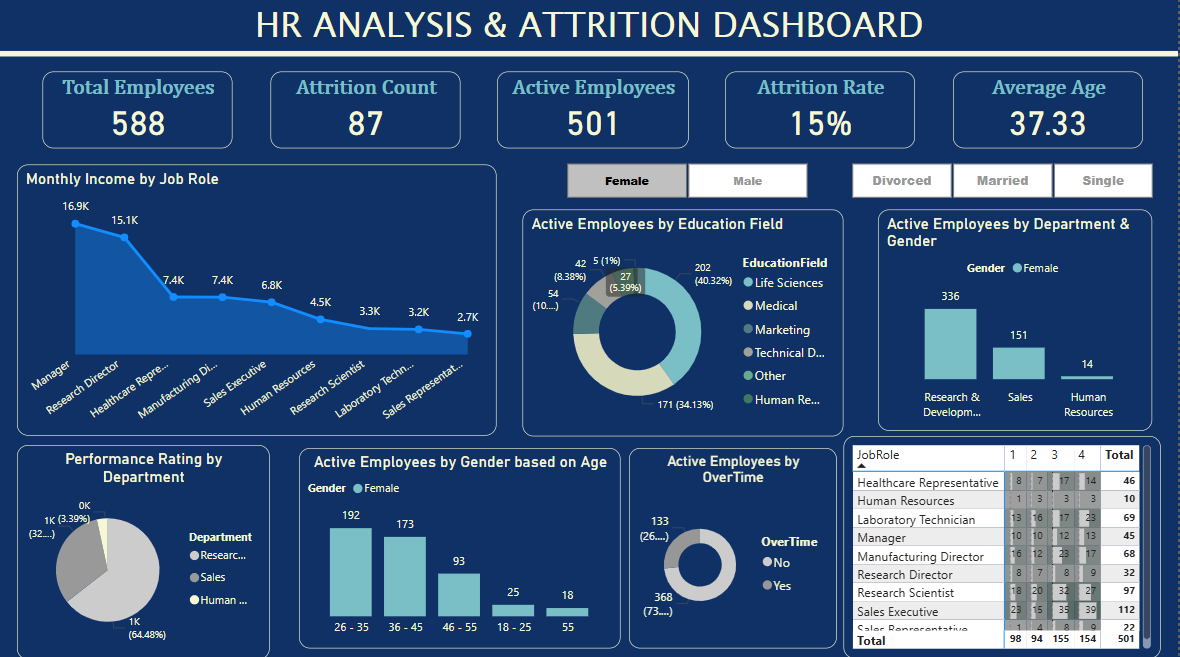 HR ANALYSIS & ATTRITION DASHBOARD
Total Employees
588
Attrition Count
87
Active Employees
501
Attrition Rate
15%
Average Age
37.33
Monthly Income by Job Role
16.9K
15.1K
7.4K
7.4K
6.8K
4.5K
3.3K
3.2K
2.7K
Manager
Research Director
Healthcare Repre...
Manufacturing Di...
Sales Executive
Human Resources
Research Scientist
Laboratory Techn...
Sales Representat...
Female
Male
Divorced
Married
Single
Active Employees by Education Field
202
(40.32%)
171 (34.13%)
54
(10....)
42
(8.38%)
27
(5.39%)
5 (1%)
EducationField
Life Sciences
Medical
Marketing
Technical D...
Other
Human Re...
Active Employees by Department &
Gender
Gender Female
336
151
14
Research &
Developm...
Sales
Human
Resources
Performance Rating by
Department
0K
(3.39%)
1K
(32....)
1K
(64.48%)
Department
Researc...
Sales
Human ...
Active Employees by Gender based on Age
Gender Female
192
173
93
25
18
26 - 35
36 - 45
46 - 55
18 - 25
55
Active Employees by
OverTime
133
(26....)
368
(73....)
OverTime
No
Yes
JobRole 1 2 3 4 Total
Healthcare Representative 8 7 17 14 46
Human Resources 1 3 3 3 10
Laboratory Technician 13 16 17 23 69
Manager 10 10 12 13 45
Manufacturing Director 16 12 23 17 68
Research Director 8 7 8 9 32
Research Scientist 18 20 32 27 97
Sales Executive 23 15 35 39 112
Sales Representative 1 4 8 9 22
Total 98 94 155 154 501